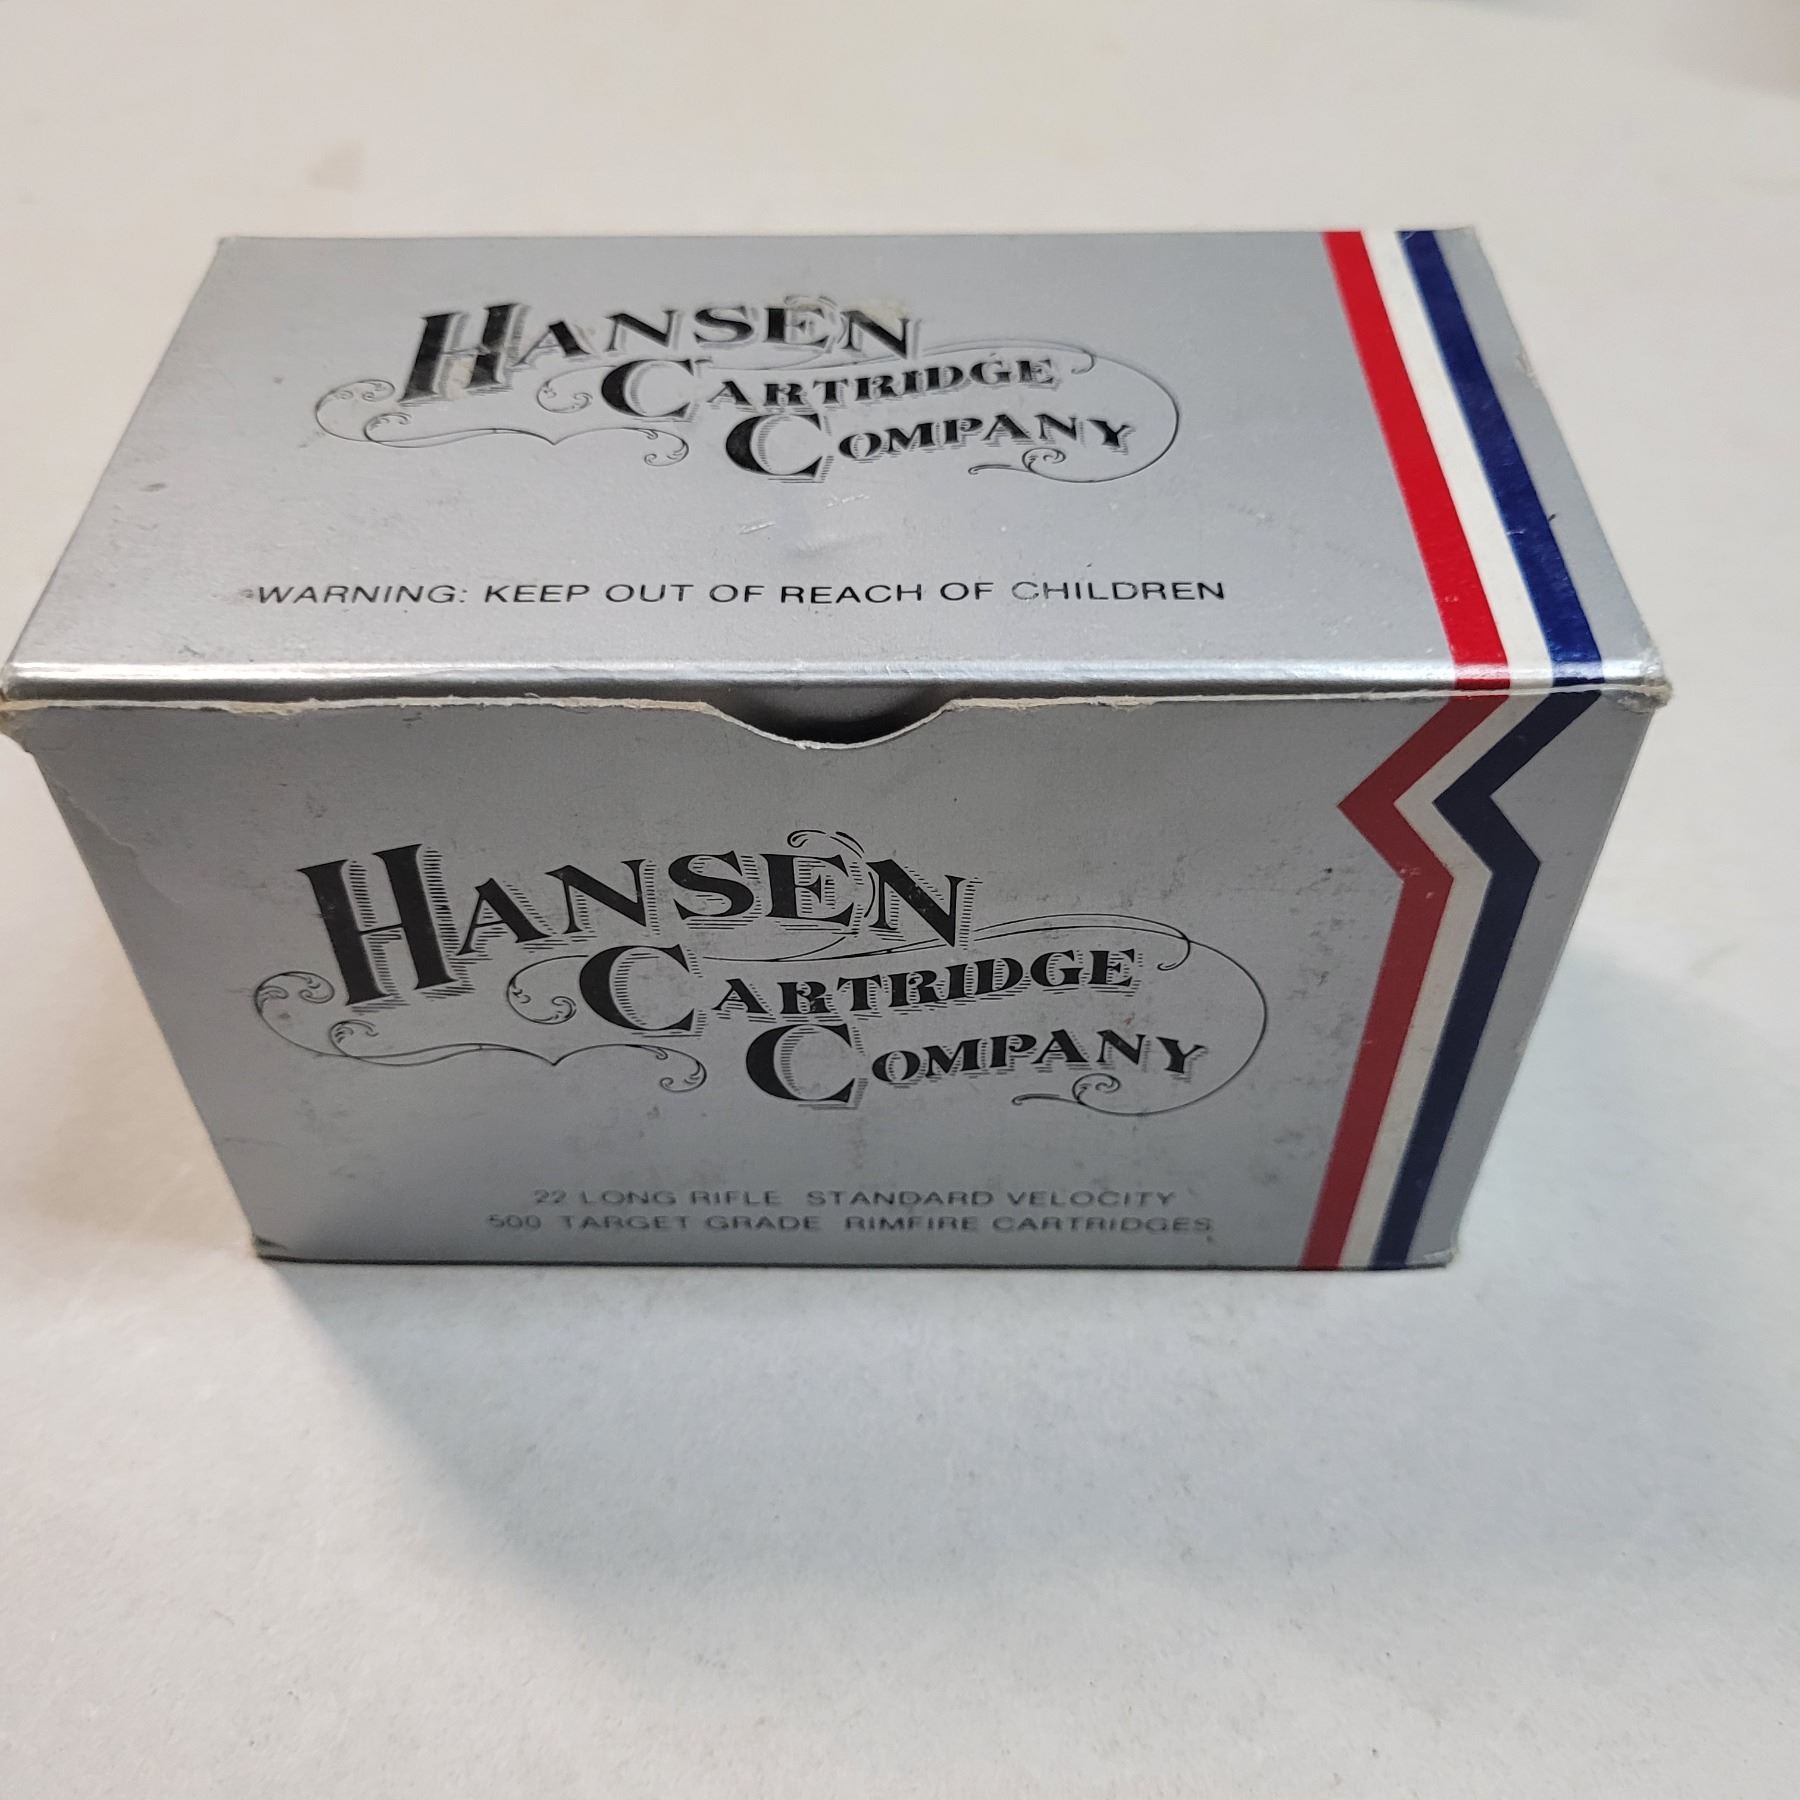 HANSEN
CARTRIDGE
COMPANY
WARNING: KEEP OUT OF REACH OF CHILDREN
HANSEN
CARTRIDGE
COMPANY
22 LONG RIFLE STANDARD VELOCITY
500 TARGET GRADE RIMFIRE CARTRIDGES